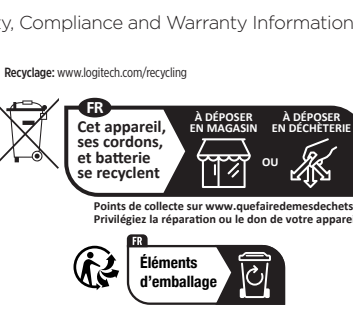 ty, Compliance and Warranty Information
Recyclage: www.logitech.com/recycling
FR
Cet appareil,
ses cordons,
et batterie
se recyclent
À DÉPOSER
EN MAGASIN
OU
À DÉPOSER
EN DÉCHÈTERIE
Points de collecte sur www.quefairedemesdechets
Privilégiez la réparation ou le don de votre appare
FR
Éléments
d'emballage